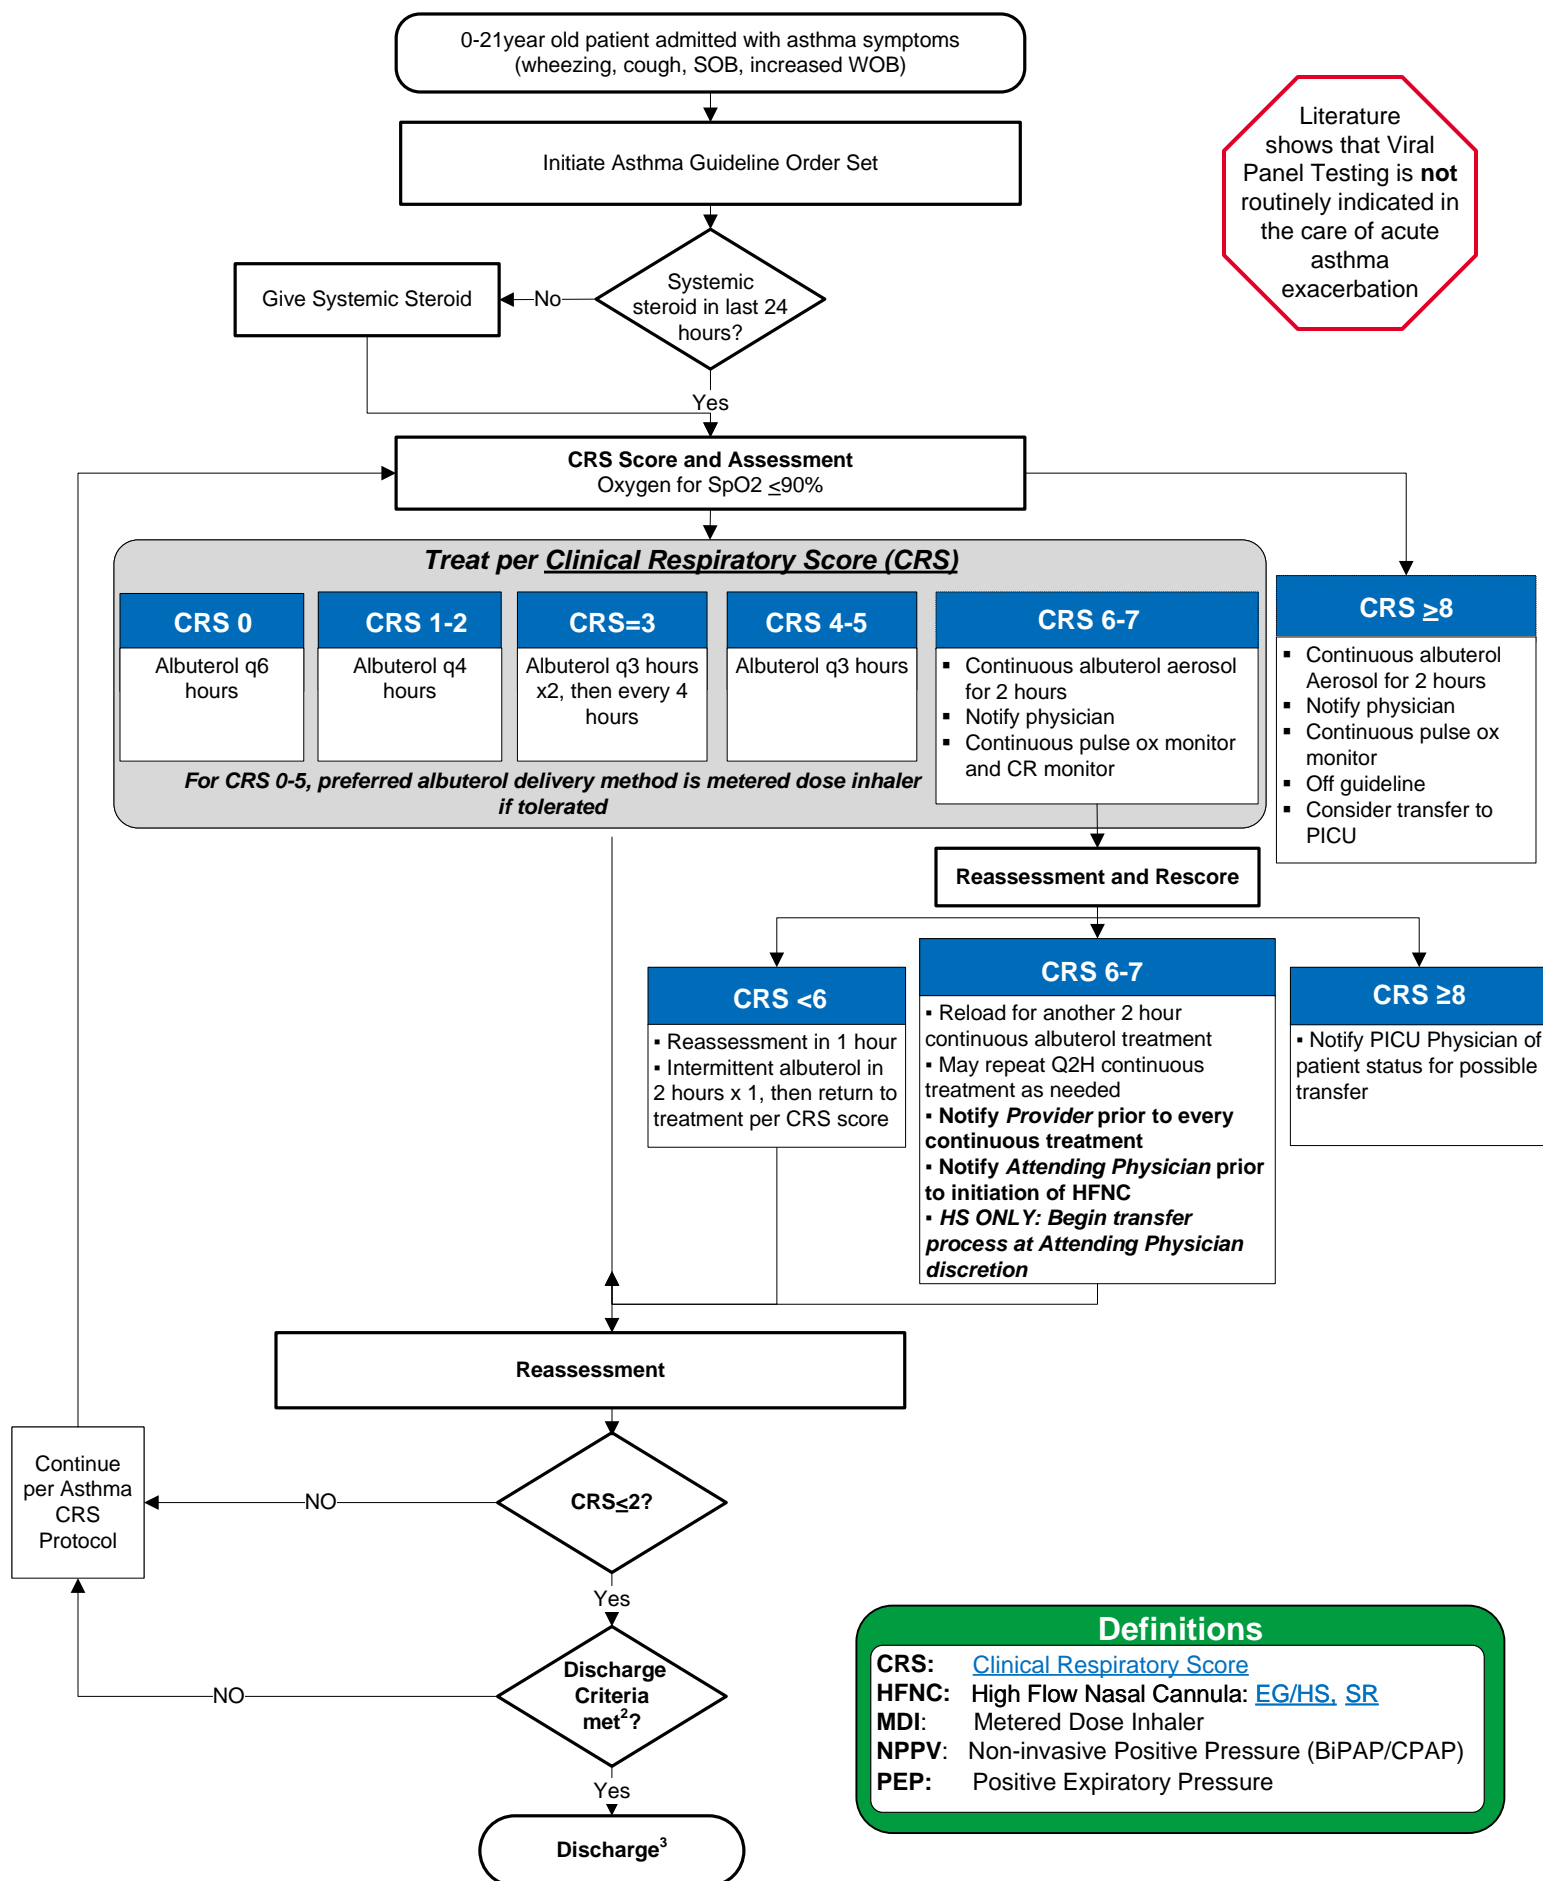 0-21year old patient admitted with asthma symptoms
(wheezing, cough, SOB, increased WOB)
Literature
shows that Viral
Panel Testing is not
routinely indicated in
the care of acute
asthma
exacerbation
Initiate Asthma Guideline Order Set
Systemic
steroid in last 24
hours?
No
Give Systemic Steroid
Yes
CRS Score and Assessment
Oxygen for SpO2 ≤90%
Treat per Clinical Respiratory Score (CRS)
CRS 0
Albuterol q6
hours
CRS 1-2
Albuterol q4
hours
CRS=3
Albuterol q3 hours
x2, then every 4
hours
CRS 4-5
Albuterol q3 hours
CRS 6-7
▪ Continuous albuterol aerosol
for 2 hours
▪ Notify physician
▪ Continuous pulse ox monitor
and CR monitor
For CRS 0-5, preferred albuterol delivery method is metered dose inhaler
if tolerated
CRS ≥8
▪ Continuous albuterol
Aerosol for 2 hours
▪ Notify physician
▪ Continuous pulse ox
monitor
▪ Off guideline
▪ Consider transfer to
PICU
Reassessment and Rescore
CRS <6
▪ Reassessment in 1 hour
▪ Intermittent albuterol in
2 hours x 1, then return to
treatment per CRS score
CRS 6-7
▪ Reload for another 2 hour
continuous albuterol treatment
▪ May repeat Q2H continuous
treatment as needed
▪ Notify Provider prior to every
continuous treatment
▪ Notify Attending Physician prior
to initiation of HFNC
▪ HS ONLY: Begin transfer
process at Attending Physician
discretion
CRS ≥8
▪ Notify PICU Physician of
patient status for possible
transfer
Reassessment
CRS≤2?
NO
Continue
per Asthma
CRS
Protocol
Yes
Discharge
Criteria
met2?
NO
Yes
Discharge3
Definitions
CRS: Clinical Respiratory Score
HFNC: High Flow Nasal Cannula: EG/HS, SR
MDI: Metered Dose Inhaler
NPPV: Non-invasive Positive Pressure (BiPAP/CPAP)
PEP: Positive Expiratory Pressure